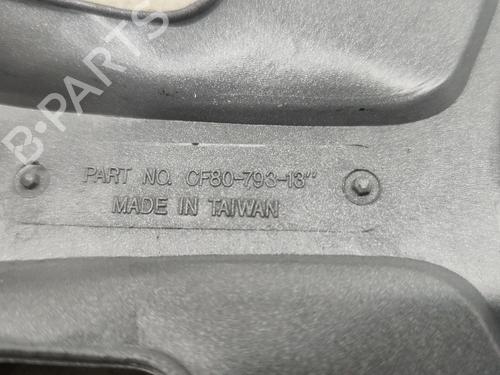 B-PARTS
PART NO. CF80-793-13"
MADE IN TAIWAN